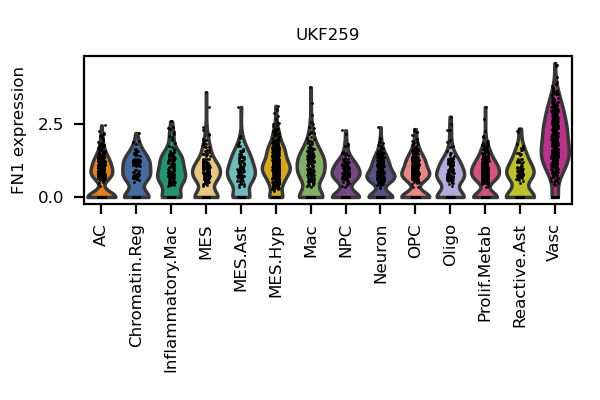 UKF259
FN1 expression
2.5
0.0
AC
Chromatin.Reg
Inflammatory.Mac
MES
MES.Ast
MES.Hyp
Mac
NPC
Neuron
OPC
Oligo
Prolif.Metab
Reactive.Ast
Vasc